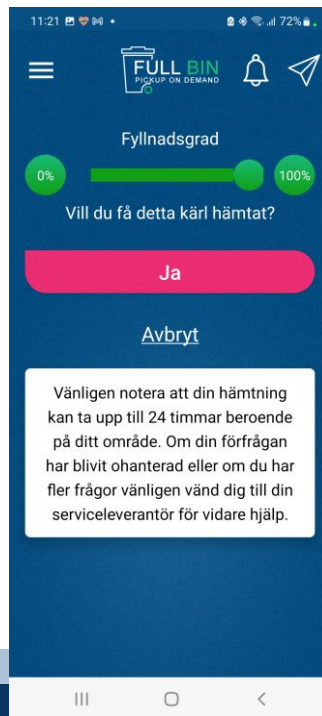 11:21
72%
FULL BIN
PICKUP ON DEMAND
Fyllnadsgrad
0%
100%
Vill du få detta kärl hämtat?
Ja
Avbryt
Vänligen notera att din hämtning
kan ta upp till 24 timmar beroende
på ditt område. Om din förfrågan
har blivit ohanterad eller om du har
fler frågor vänligen vänd dig till din
serviceleverantör för vidare hjälp.